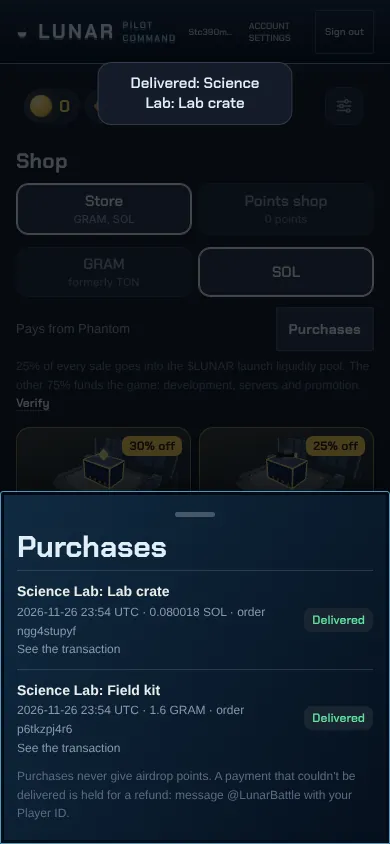 LUNAR
PILOT
COMMAND
Stc390m...
ACCOUNT
SETTINGS
Sign out
Delivered: Science
Lab: Lab crate
0
Shop
Store
GRAM, SOL
Points shop
0 points
GRAM
formerly TON
SOL
Pays from Phantom
Purchases
25% of every sale goes into the $LUNAR launch liquidity pool. The
other 75% funds the game: development, servers and promotion.
Verify
30% off
25% off
Purchases
Science Lab: Lab crate
2026-11-26 23:54 UTC · 0.080018 SOL · order
ngg4stupyf
See the transaction
Delivered
Science Lab: Field kit
2026-11-26 23:54 UTC · 1.6 GRAM · order
p6tkzpj4r6
See the transaction
Delivered
Purchases never give airdrop points. A payment that couldn't be
delivered is held for a refund: message @LunarBattle with your
Player ID.